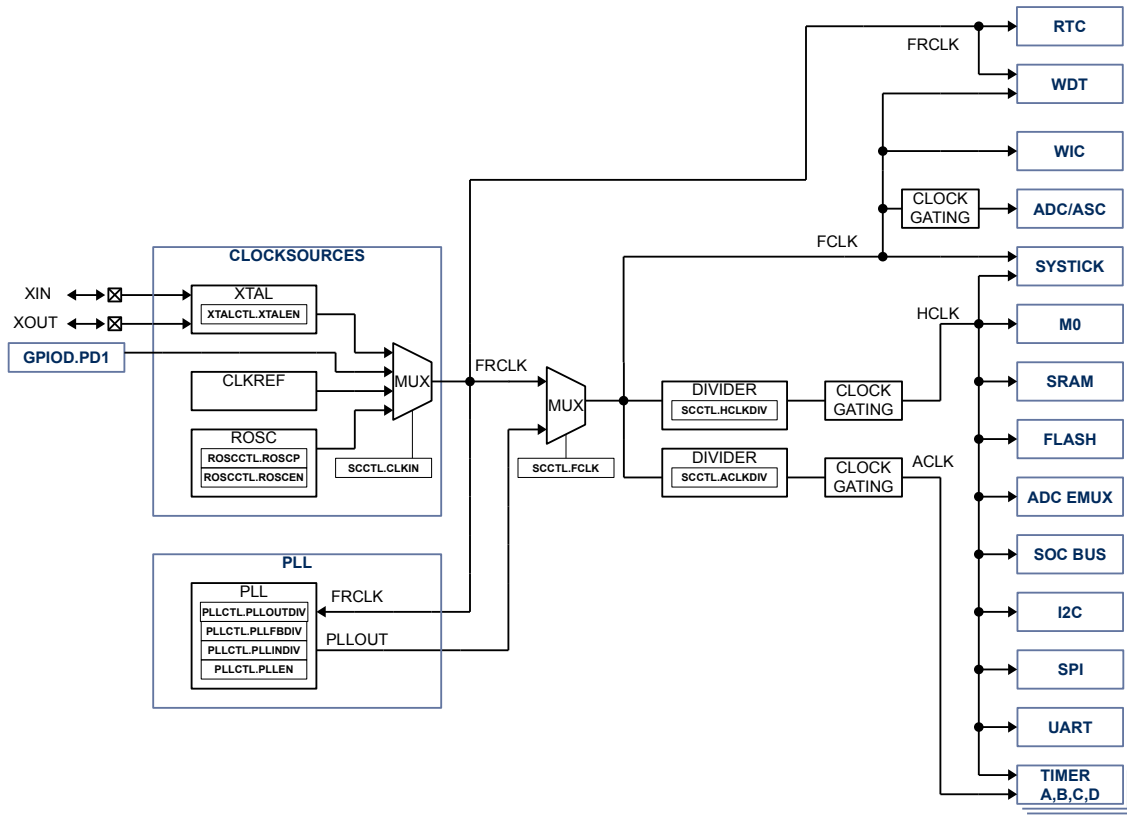 RTC
FRCLK
WDT
WIC
CLOCK
GATING
ADC/ASC
FCLK
SYSTICK
CLOCKSOURCES
XIN
XTAL
XTALCTL.XTALEN
XOUT
HCLK
M0
GPIOD.PD1
FRCLK
CLKREF
MUX
MUX
DIVIDER
SCCTL.HCLKDIV
CLOCK
GATING
SRAM
ROSC
ROSCCTL.ROSCP
ROSCCTL.ROSCEN
SCCTL.CLKIN
SCCTL.FCLK
DIVIDER
SCCTL.ACLKDIV
CLOCK
GATING
ACLK
FLASH
ADC EMUX
SOC BUS
PLL
PLL
PLLCTL.PLLOUTDIV
PLLCTL.PLLFBDIV
PLLCTL.PLLINDIV
PLLCTL.PLLEN
FRCLK
PLLOUT
I2C
SPI
UART
TIMER
A,B,C,D